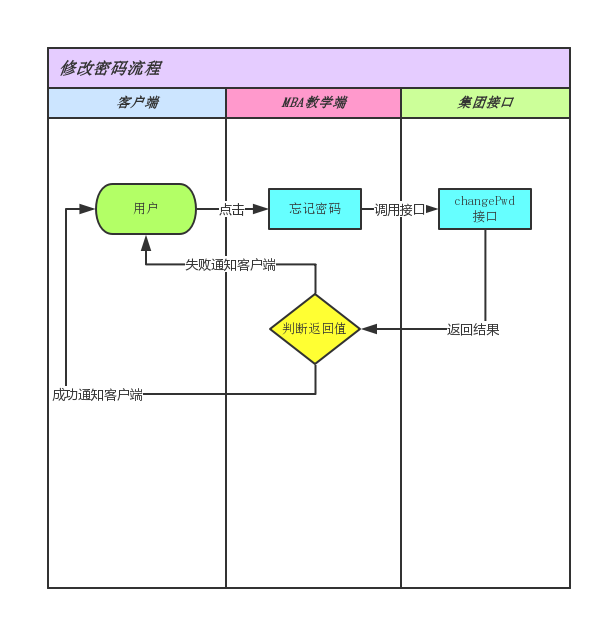 修改密码流程
客户端
MBA教学端
集团接口
用户
点击
忘记密码
调用接口
changePwd
接口
失败通知客户端
判断返回值
返回结果
成功通知客户端